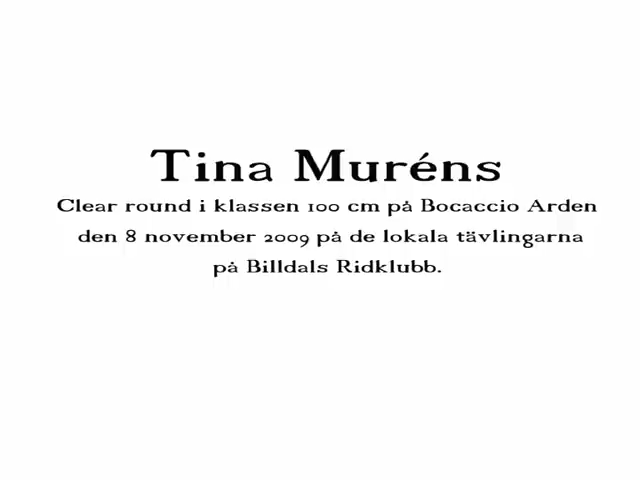 Tina Muréns
Clear round i klassen 100 cm på Bocaccio Arden
den 8 november 2009 på de lokala tävlingarna
på Billdals Ridklubb.